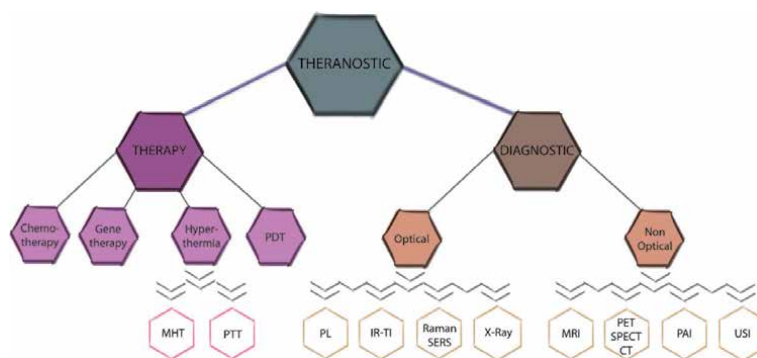 THERANOSTIC
THERAPY
DIAGNOSTIC
Chemo-
therapy
Gene
therapy
Hyper-
thermia
PDT
Optical
Non
Optical
MHT
PTT
PL
IR-TI
Raman
SERS
X-Ray
MRI
PET
SPECT
CT
PAI
USI